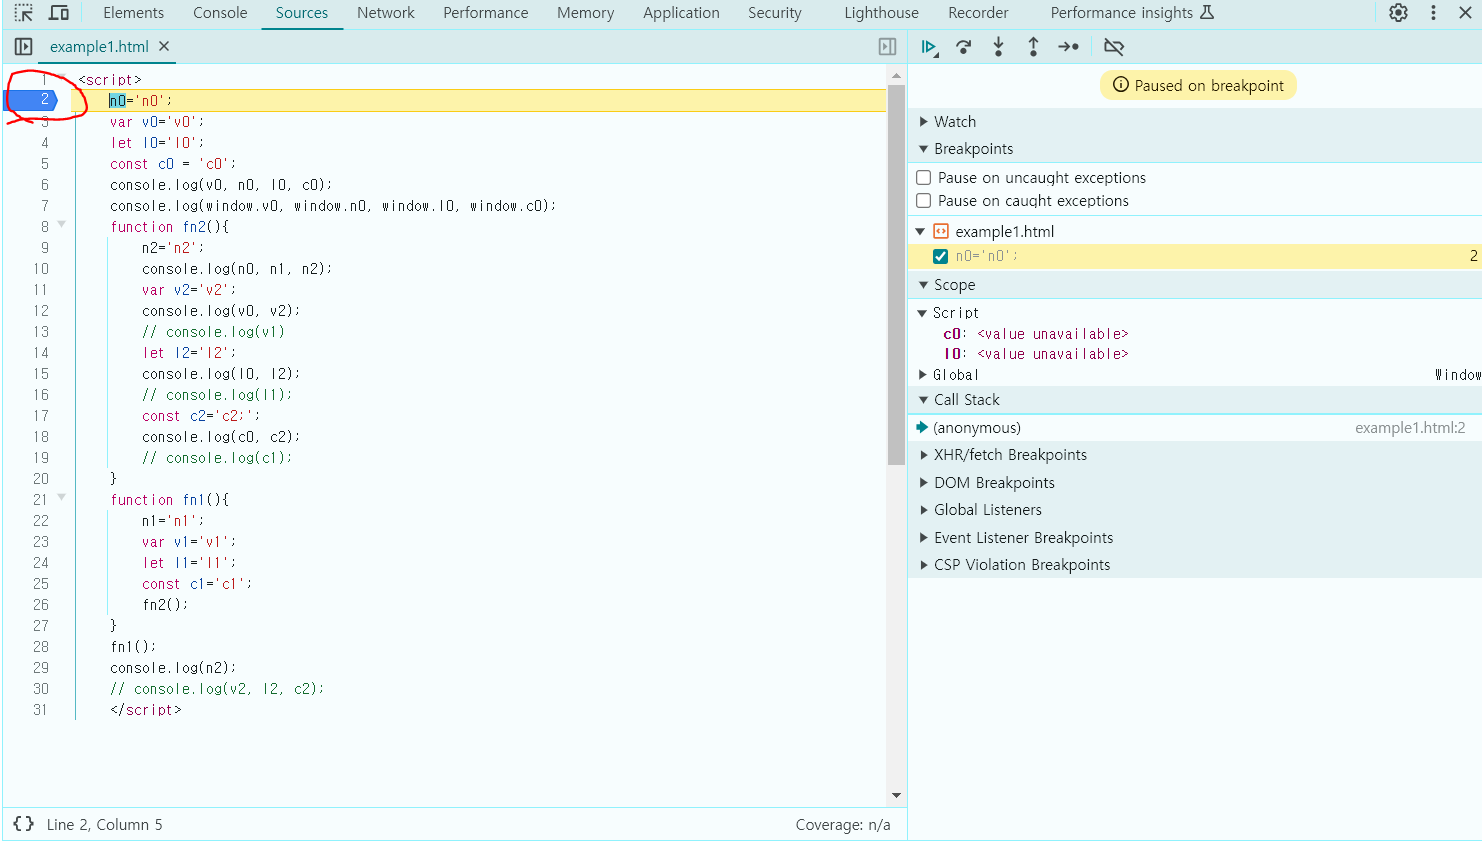 Elements Console Sources Network Performance Memory Application Security Lighthouse Recorder Performance insights
example1.html
1 <script>
2 n0='n0';
3 var v0='v0';
4 let l0='l0';
5 const c0 = 'c0';
6 console.log(v0, n0, l0, c0);
7 console.log(window.v0, window.n0, window.l0, window.c0);
8 function fn2(){
9 n2='n2';
10 console.log(n0, n1, n2);
11 var v2='v2';
12 console.log(v0, v2);
13 // console.log(v1)
14 let l2='l2';
15 console.log(l0, l2);
16 // console.log(l1);
17 const c2='c2;';
18 console.log(c0, c2);
19 // console.log(c1);
20 }
21 function fn1(){
22 n1='n1';
23 var v1='v1';
24 let l1='l1';
25 const c1='c1';
26 fn2();
27 }
28 fn1();
29 console.log(n2);
30 // console.log(v2, l2, c2);
31 </script>
{} Line 2, Column 5 Coverage: n/a
Paused on breakpoint
Watch
Breakpoints
Pause on uncaught exceptions
Pause on caught exceptions
example1.html
n0='n0'; 2
Scope
Script
c0: <value unavailable>
l0: <value unavailable>
Global Window
Call Stack
(anonymous) example1.html:2
XHR/fetch Breakpoints
DOM Breakpoints
Global Listeners
Event Listener Breakpoints
CSP Violation Breakpoints